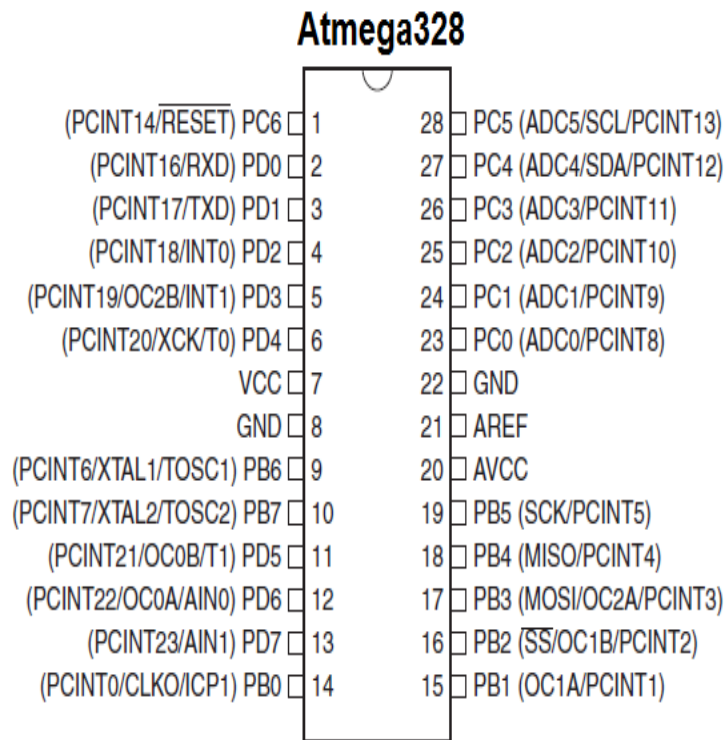 Atmega328
(PCINT14/RESET) PC6 1 28 PC5 (ADC5/SCL/PCINT13)
(PCINT16/RXD) PD0 2 27 PC4 (ADC4/SDA/PCINT12)
(PCINT17/TXD) PD1 3 26 PC3 (ADC3/PCINT11)
(PCINT18/INT0) PD2 4 25 PC2 (ADC2/PCINT10)
(PCINT19/OC2B/INT1) PD3 5 24 PC1 (ADC1/PCINT9)
(PCINT20/XCK/T0) PD4 6 23 PC0 (ADC0/PCINT8)
VCC 7 22 GND
GND 8 21 AREF
(PCINT6/XTAL1/TOSC1) PB6 9 20 AVCC
(PCINT7/XTAL2/TOSC2) PB7 10 19 PB5 (SCK/PCINT5)
(PCINT21/OC0B/T1) PD5 11 18 PB4 (MISO/PCINT4)
(PCINT22/OC0A/AIN0) PD6 12 17 PB3 (MOSI/OC2A/PCINT3)
(PCINT23/AIN1) PD7 13 16 PB2 (SS/OC1B/PCINT2)
(PCINT0/CLKO/ICP1) PB0 14 15 PB1 (OC1A/PCINT1)